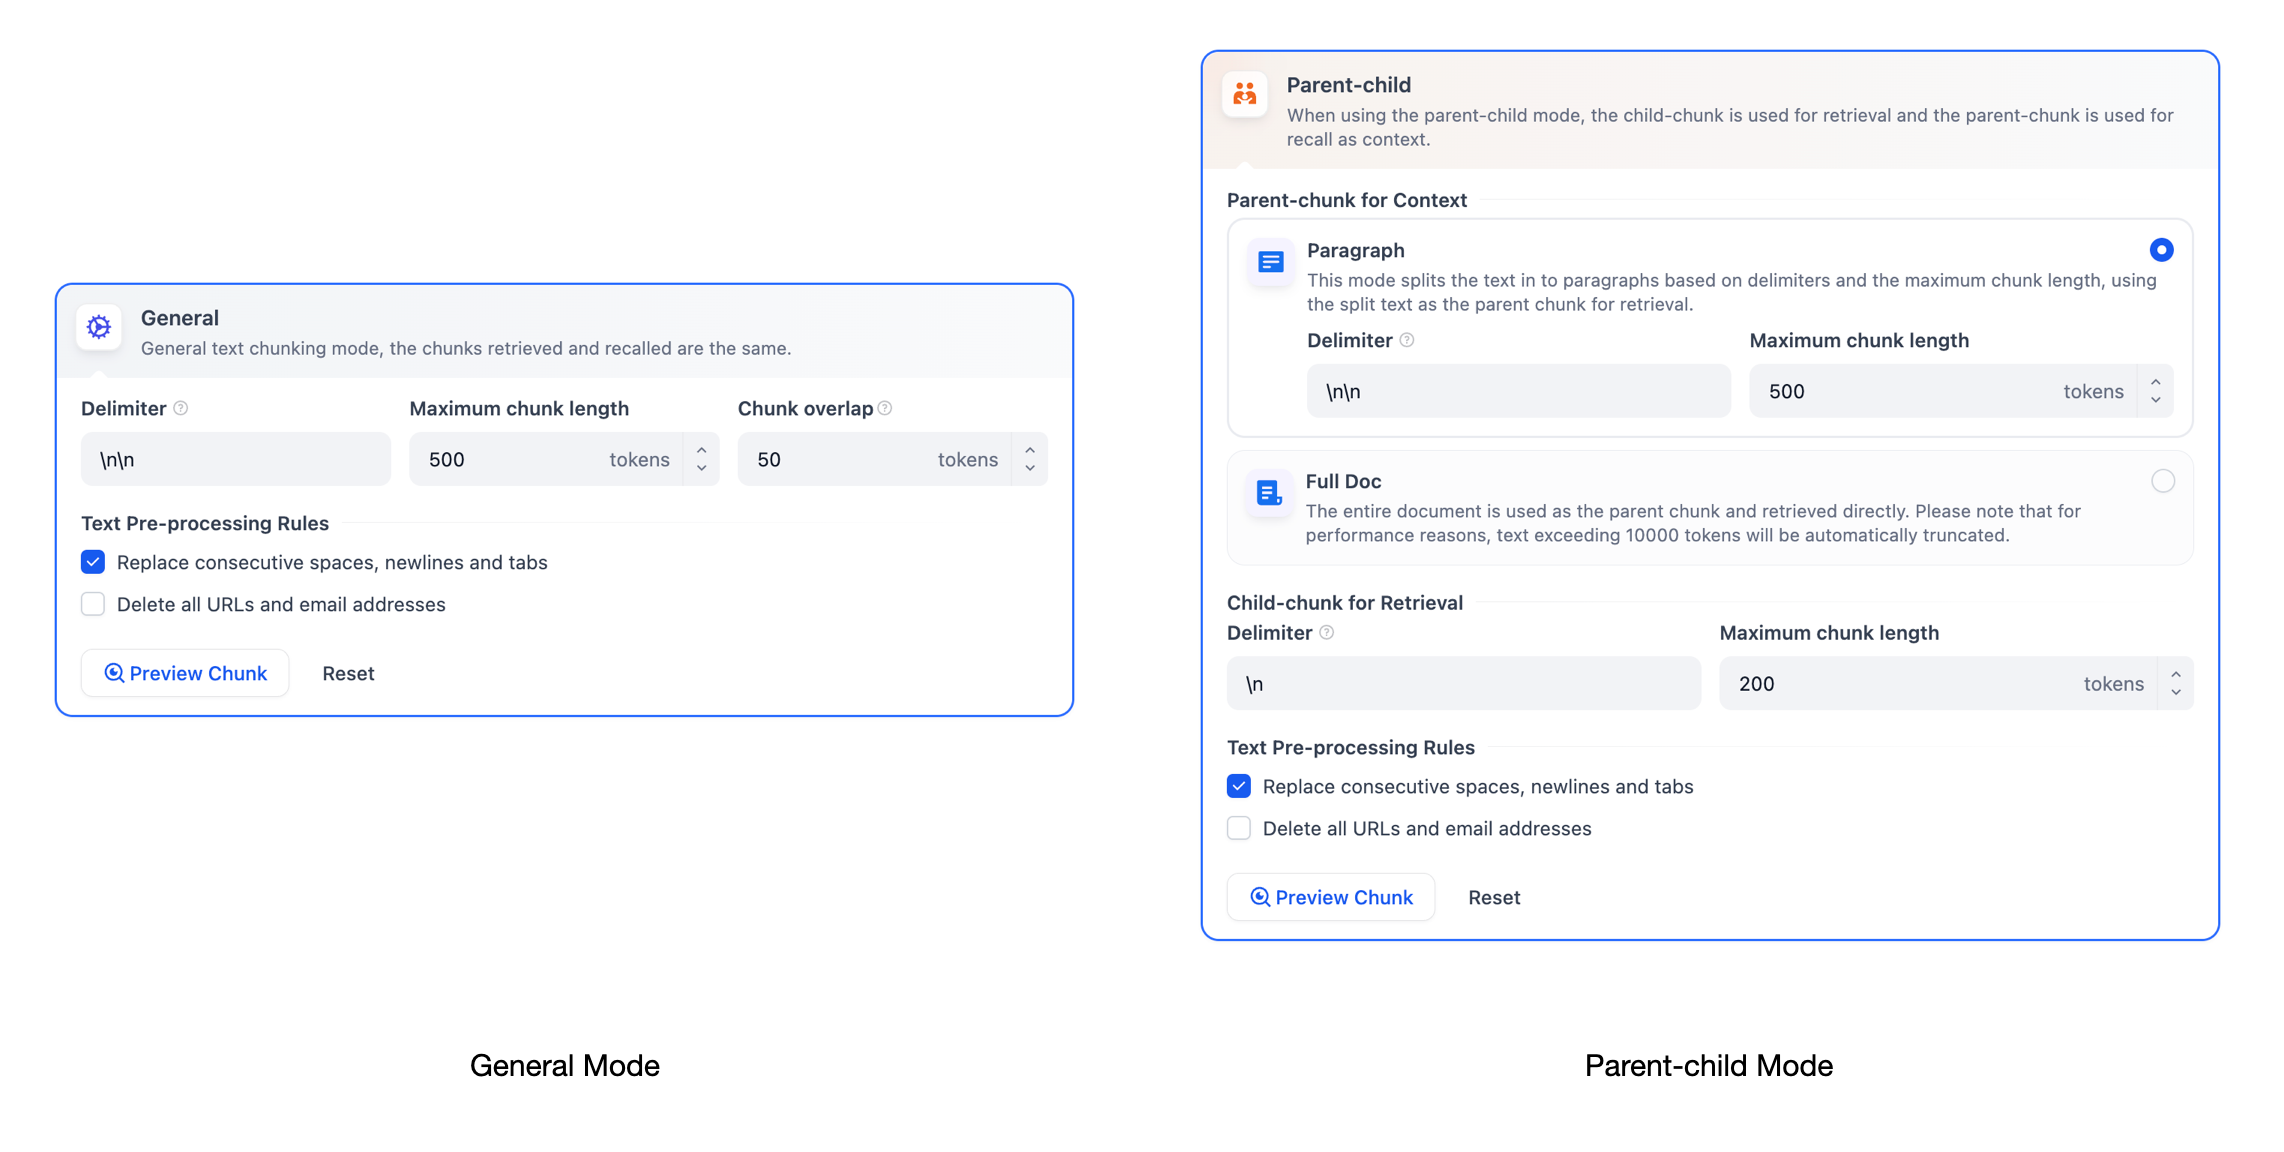 General
General text chunking mode, the chunks retrieved and recalled are the same.
Delimiter
Maximum chunk length
Chunk overlap
\n\n
500 tokens
50 tokens
Text Pre-processing Rules
Replace consecutive spaces, newlines and tabs
Delete all URLs and email addresses
Preview Chunk
Reset
General Mode
Parent-child
When using the parent-child mode, the child-chunk is used for retrieval and the parent-chunk is used for
recall as context.
Parent-chunk for Context
Paragraph
This mode splits the text in to paragraphs based on delimiters and the maximum chunk length, using
the split text as the parent chunk for retrieval.
Delimiter
Maximum chunk length
\n\n
500 tokens
Full Doc
The entire document is used as the parent chunk and retrieved directly. Please note that for
performance reasons, text exceeding 10000 tokens will be automatically truncated.
Child-chunk for Retrieval
Delimiter
Maximum chunk length
\n
200 tokens
Text Pre-processing Rules
Replace consecutive spaces, newlines and tabs
Delete all URLs and email addresses
Preview Chunk
Reset
Parent-child Mode